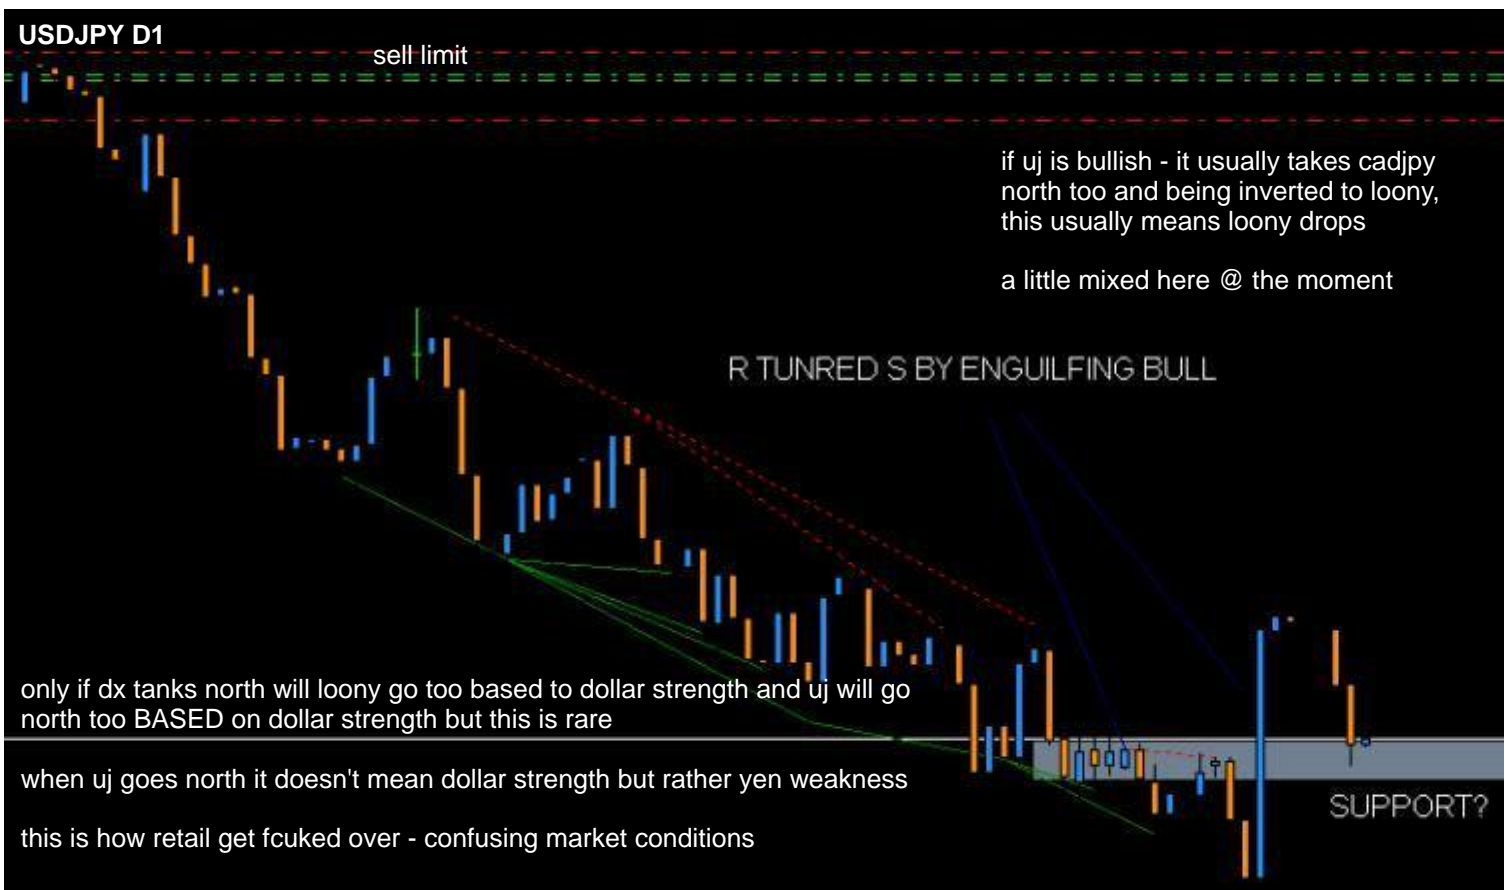 USDJPY D1
sell limit
if uj is bullish - it usually takes cadjpy
north too and being inverted to loony,
this usually means loony drops
a little mixed here @ the moment
R TUNRED S BY ENGUILFING BULL
only if dx tanks north will loony go too based to dollar strength and uj will go
north too BASED on dollar strength but this is rare
when uj goes north it doesn't mean dollar strength but rather yen weakness
SUPPORT?
this is how retail get fcuked over - confusing market conditions